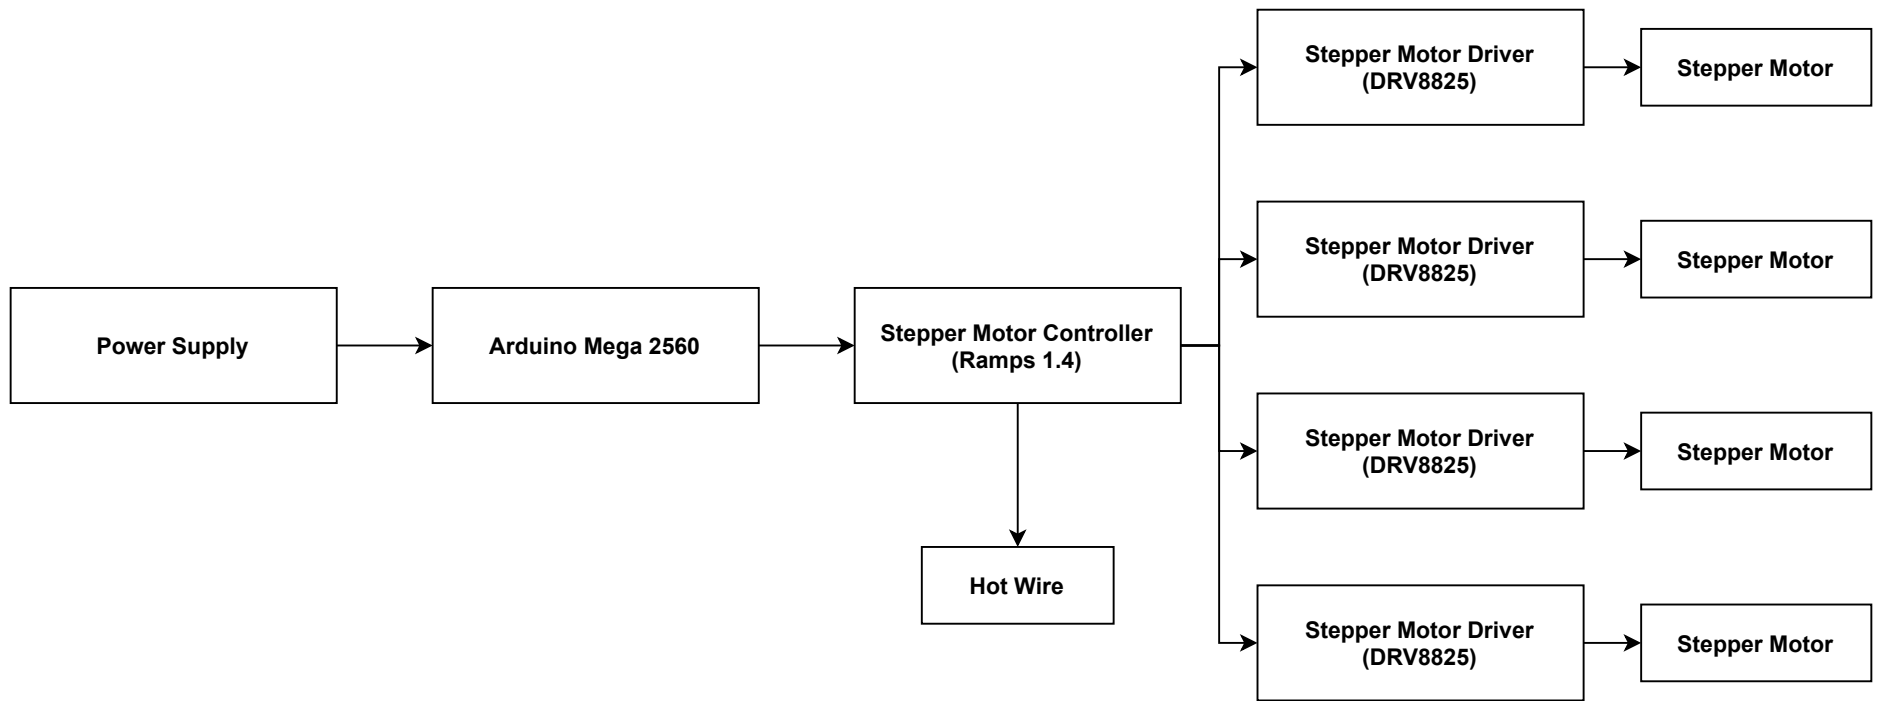 Power Supply
Arduino Mega 2560
Stepper Motor Controller
(Ramps 1.4)
Hot Wire
Stepper Motor Driver
(DRV8825)
Stepper Motor
Stepper Motor Driver
(DRV8825)
Stepper Motor
Stepper Motor Driver
(DRV8825)
Stepper Motor
Stepper Motor Driver
(DRV8825)
Stepper Motor